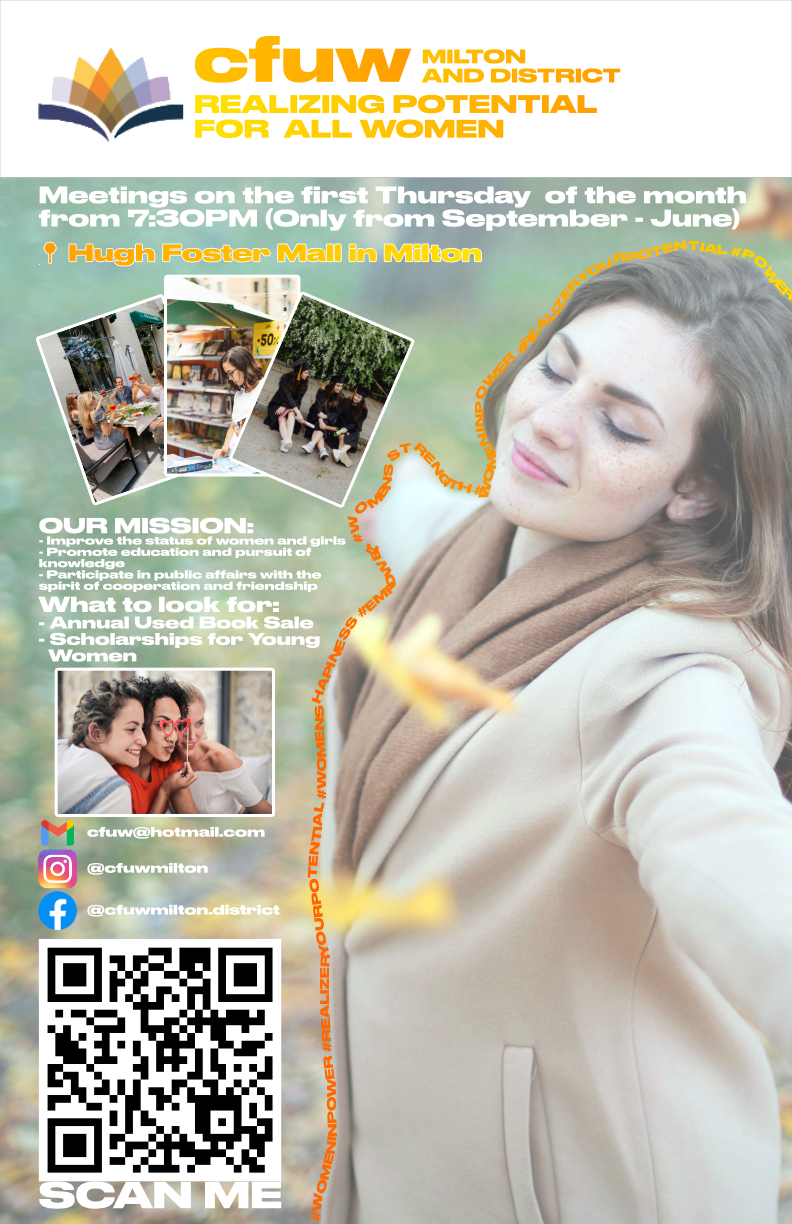 cfuw MILTON
AND DISTRICT
REALIZING POTENTIAL
FOR ALL WOMEN
Meetings on the first Thursday of the month
from 7:30PM (Only from September - June)
Hugh Foster Mall in Milton
-50%
OUR MISSION:
- Improve the status of women and girls
- Promote education and pursuit of
knowledge
- Participate in public affairs with the
spirit of cooperation and friendship
What to look for:
- Annual Used Book Sale
- Scholarships for Young
Women
cfuw@hotmail.com
@cfuwmilton
@cfuwmilton.district
SCAN ME
#WOMENINPOWER #REALIZERYOURPOTENTIAL #WOMENSHAPINESS #EMPOWER #WOMENSSTRENGTH #WOMENINPOWER #REALIZERYOURPOTENTIAL #POWER